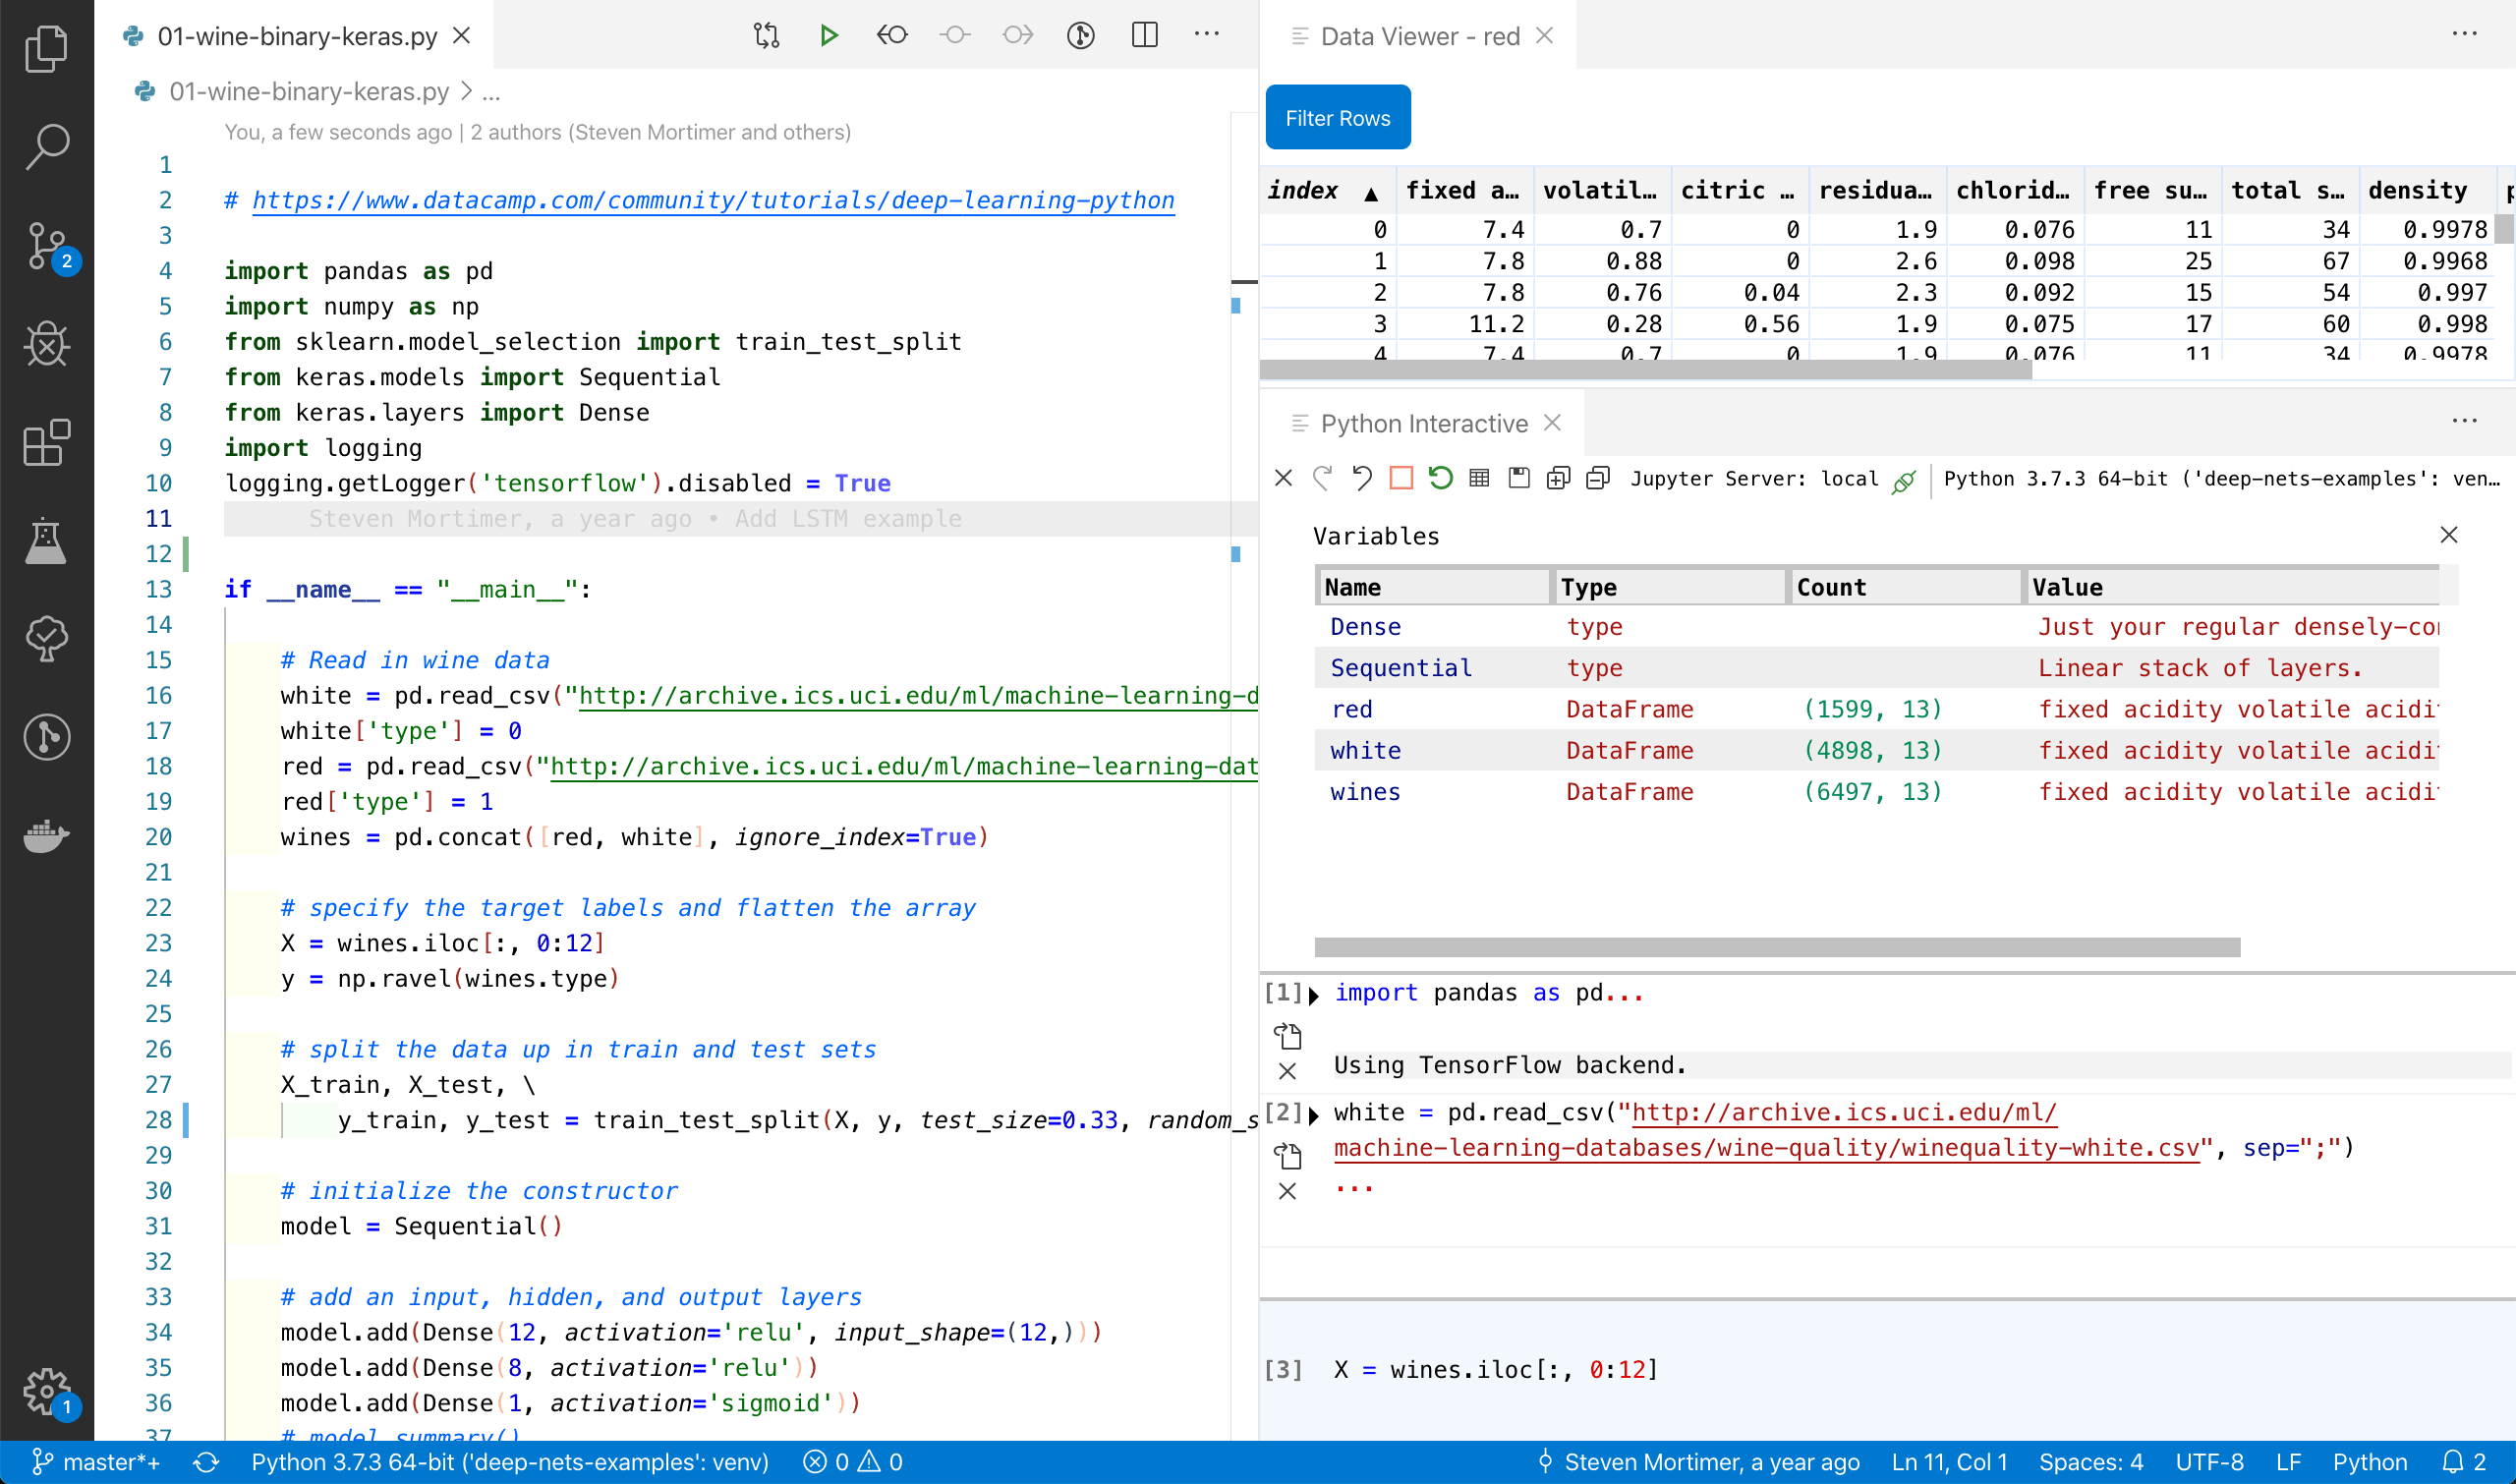 01-wine-binary-keras.py
01-wine-binary-keras.py > ...
You, a few seconds ago | 2 authors (Steven Mortimer and others)
1
2 # https://www.datacamp.com/community/tutorials/deep-learning-python
3
4 import pandas as pd
5 import numpy as np
6 from sklearn.model_selection import train_test_split
7 from keras.models import Sequential
8 from keras.layers import Dense
9 import logging
10 logging.getLogger('tensorflow').disabled = True
11 Steven Mortimer, a year ago • Add LSTM example
12
13 if __name__ == "__main__":
14
15 # Read in wine data
16 white = pd.read_csv("http://archive.ics.uci.edu/ml/machine-learning-d
17 white['type'] = 0
18 red = pd.read_csv("http://archive.ics.uci.edu/ml/machine-learning-dat
19 red['type'] = 1
20 wines = pd.concat([red, white], ignore_index=True)
21
22 # specify the target labels and flatten the array
23 X = wines.iloc[:, 0:12]
24 y = np.ravel(wines.type)
25
26 # split the data up in train and test sets
27 X_train, X_test, \
28 y_train, y_test = train_test_split(X, y, test_size=0.33, random_s
29
30 # initialize the constructor
31 model = Sequential()
32
33 # add an input, hidden, and output layers
34 model.add(Dense(12, activation='relu', input_shape=(12,)))
35 model.add(Dense(8, activation='relu'))
36 model.add(Dense(1, activation='sigmoid'))
37 # model.summary()
2
1
Data Viewer - red
Filter Rows
index ▲ fixed a… volatil… citric … residua… chlorid… free su… total s… density p
0 7.4 0.7 0 1.9 0.076 11 34 0.9978
1 7.8 0.88 0 2.6 0.098 25 67 0.9968
2 7.8 0.76 0.04 2.3 0.092 15 54 0.997
3 11.2 0.28 0.56 1.9 0.075 17 60 0.998
4 7.4 0.7 0 1.9 0.076 11 34 0.9978
Python Interactive
Jupyter Server: local Python 3.7.3 64-bit ('deep-nets-examples': ven…
Variables
Name Type Count Value
Dense type Just your regular densely-co
Sequential type Linear stack of layers.
red DataFrame (1599, 13) fixed acidity volatile acidi
white DataFrame (4898, 13) fixed acidity volatile acidi
wines DataFrame (6497, 13) fixed acidity volatile acidi
[1] import pandas as pd...
Using TensorFlow backend.
[2] white = pd.read_csv("http://archive.ics.uci.edu/ml/
machine-learning-databases/wine-quality/winequality-white.csv", sep=";")
...
[3] X = wines.iloc[:, 0:12]
master*+ Python 3.7.3 64-bit ('deep-nets-examples': venv) 0 0 Steven Mortimer, a year ago Ln 11, Col 1 Spaces: 4 UTF-8 LF Python 2